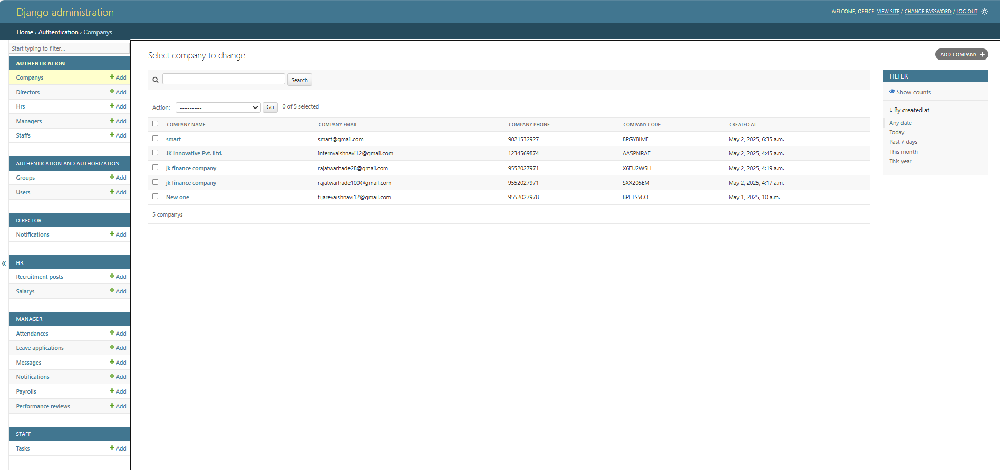 Django administration
WELCOME, OFFICE. VIEW SITE / CHANGE PASSWORD / LOG OUT
Home › Authentication › Companys
Start typing to filter...
AUTHENTICATION
Companys Add
Directors Add
Hrs Add
Managers Add
Staffs Add
AUTHENTICATION AND AUTHORIZATION
Groups Add
Users Add
DIRECTOR
Notifications Add
HR
Recruitment posts Add
Salarys Add
MANAGER
Attendances Add
Leave applications Add
Messages Add
Notifications Add
Payrolls Add
Performance reviews Add
STAFF
Tasks Add
«
Select company to change
ADD COMPANY +
Search
Action: --------- Go 0 of 5 selected
COMPANY NAME COMPANY EMAIL COMPANY PHONE COMPANY CODE CREATED AT
smart smart@gmail.com 9021532927 8PGYBIMF May 2, 2025, 6:35 a.m.
JK Innovative Pvt. Ltd. internvaishnavi12@gmail.com 1234569874 AASPNRAE May 2, 2025, 4:45 a.m.
jk finance company rajatwarhade28@gmail.com 9552027971 X6EU2WSH May 2, 2025, 4:19 a.m.
jk finance company rajatwarhade100@gmail.com 9552027971 SXX206EM May 2, 2025, 4:17 a.m.
New one tijarevaishnavi12@gmail.com 9552027978 8PFTS5CO May 1, 2025, 10 a.m.
5 companys
FILTER
Show counts
↓ By created at
Any date
Today
Past 7 days
This month
This year